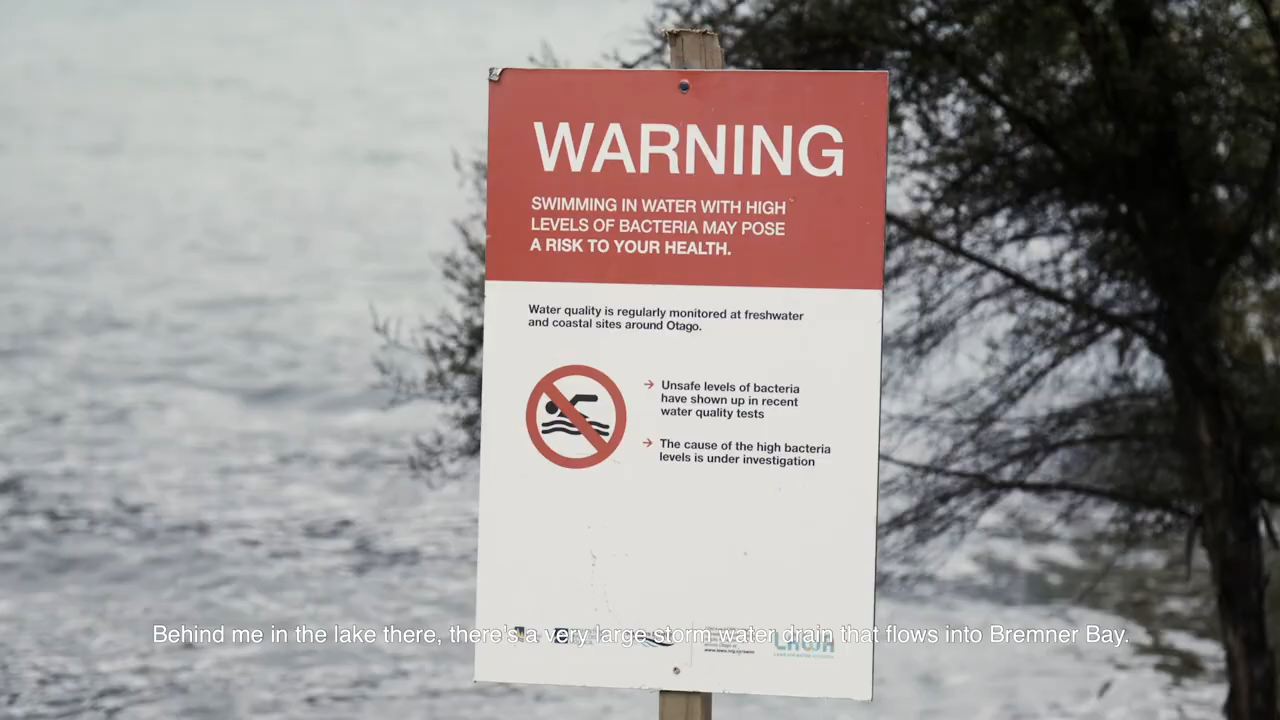 WARNING
SWIMMING IN WATER WITH HIGH
LEVELS OF BACTERIA MAY POSE
A RISK TO YOUR HEALTH.
Water quality is regularly monitored at freshwater
and coastal sites around Otago.
→ Unsafe levels of bacteria
have shown up in recent
water quality tests
→ The cause of the high bacteria
levels is under investigation
Behind me in the lake there, there's a very large storm water drain that flows into Bremner Bay.
LAWA